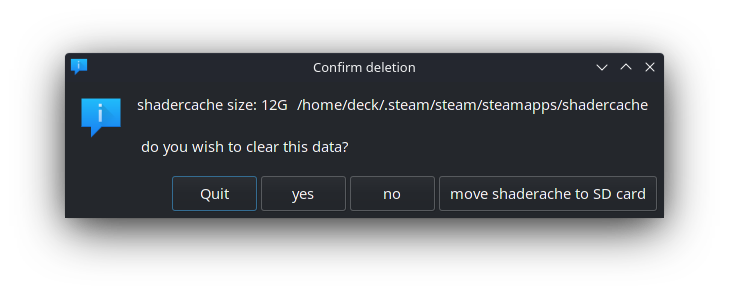 Confirm deletion
shadercache size: 12G /home/deck/.steam/steam/steamapps/shadercache
do you wish to clear this data?
Quit yes no move shaderache to SD card